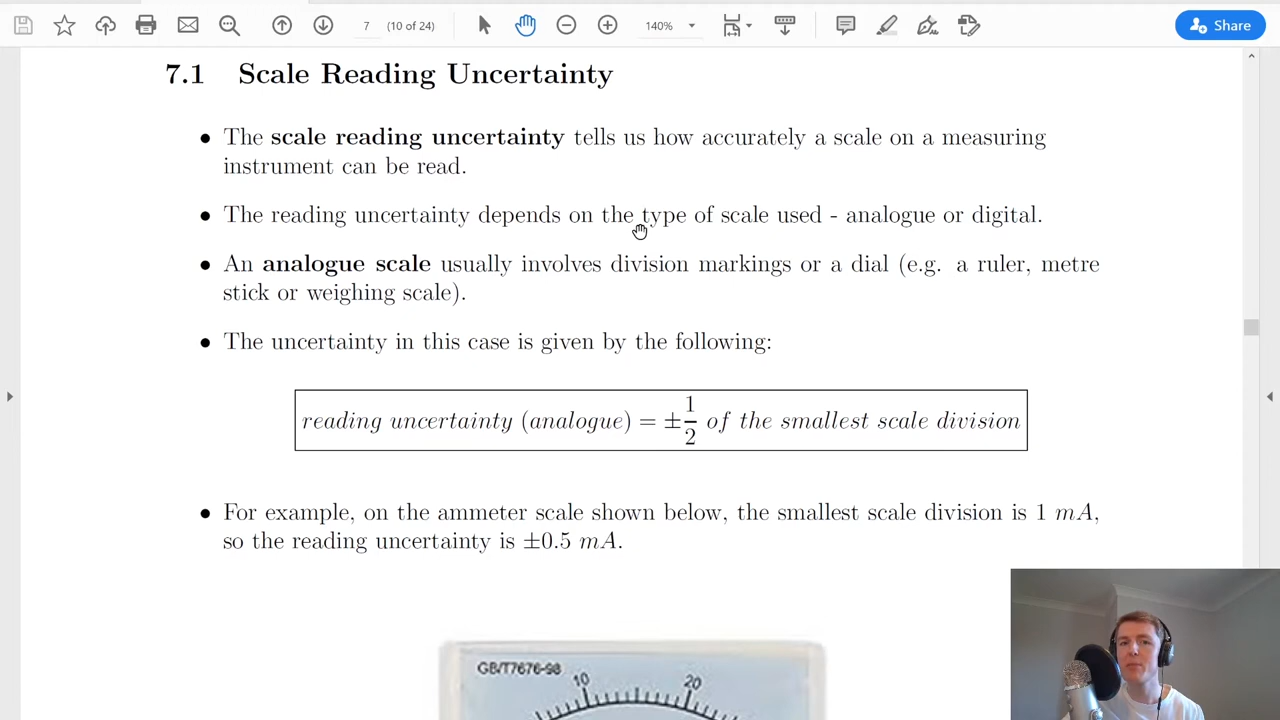 7 (10 of 24) 140% Share
7.1 Scale Reading Uncertainty
• The scale reading uncertainty tells us how accurately a scale on a measuring
instrument can be read.
• The reading uncertainty depends on the type of scale used - analogue or digital.
• An analogue scale usually involves division markings or a dial (e.g. a ruler, metre
stick or weighing scale).
• The uncertainty in this case is given by the following:
reading uncertainty (analogue) = ±1/2 of the smallest scale division
• For example, on the ammeter scale shown below, the smallest scale division is 1 mA,
so the reading uncertainty is ±0.5 mA.
GB/T7676-98
10 20